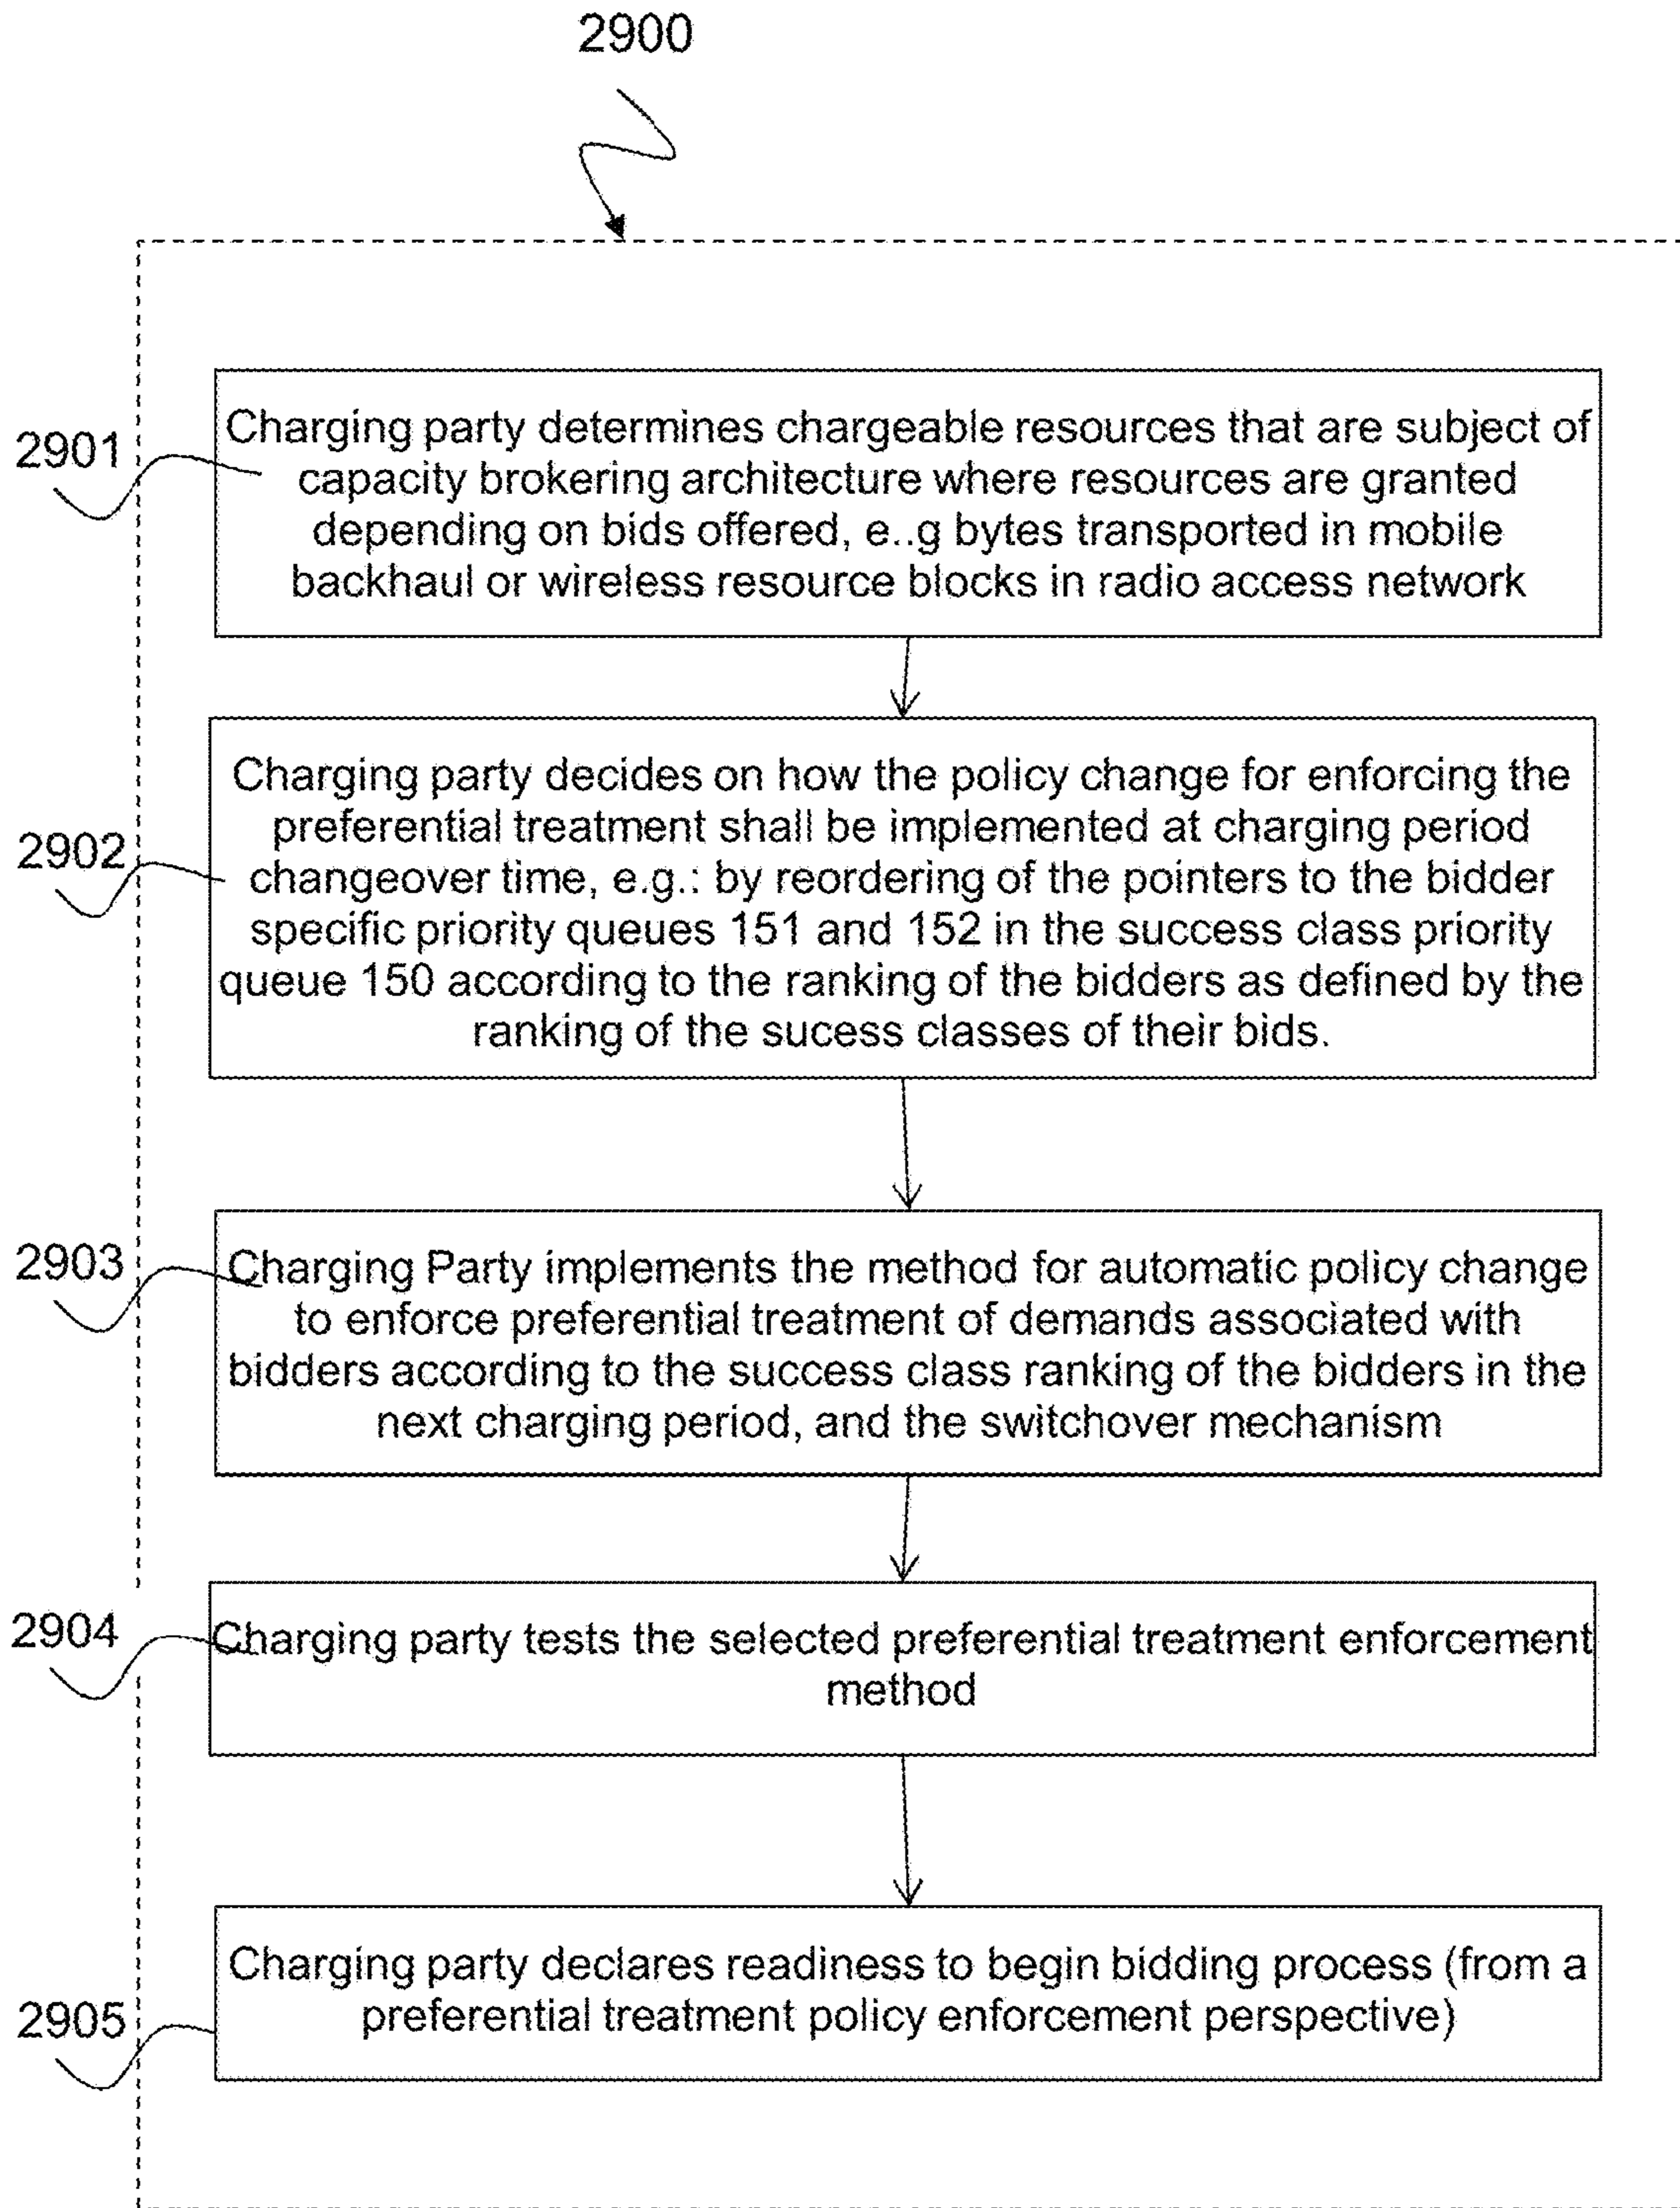 2900
2901
Charging party determines chargeable resources that are subject of
capacity brokering architecture where resources are granted
depending on bids offered, e..g bytes transported in mobile
backhaul or wireless resource blocks in radio access network
2902
Charging party decides on how the policy change for enforcing the
preferential treatment shall be implemented at charging period
changeover time, e.g.: by reordering of the pointers to the bidder
specific priority queues 151 and 152 in the success class priority
queue 150 according to the ranking of the bidders as defined by the
ranking of the sucess classes of their bids.
2903
Charging Party implements the method for automatic policy change
to enforce preferential treatment of demands associated with
bidders according to the success class ranking of the bidders in the
next charging period, and the switchover mechanism
2904
Charging party tests the selected preferential treatment enforcement
method
2905
Charging party declares readiness to begin bidding process (from a
preferential treatment policy enforcement perspective)